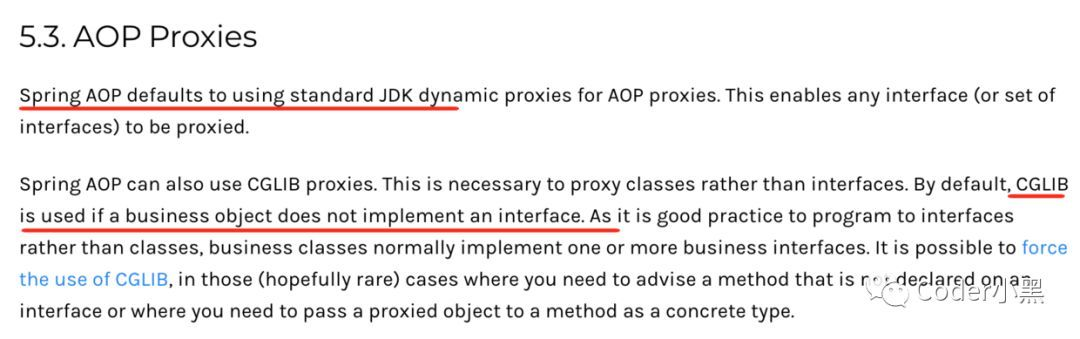 5.3. AOP Proxies
Spring AOP defaults to using standard JDK dynamic proxies for AOP proxies. This enables any interface (or set of
interfaces) to be proxied.
Spring AOP can also use CGLIB proxies. This is necessary to proxy classes rather than interfaces. By default, CGLIB
is used if a business object does not implement an interface. As it is good practice to program to interfaces
rather than classes, business classes normally implement one or more business interfaces. It is possible to force
the use of CGLIB, in those (hopefully rare) cases where you need to advise a method that is declared on an
interface or where you need to pass a proxied object to a method as a concrete type.
Coder小黑